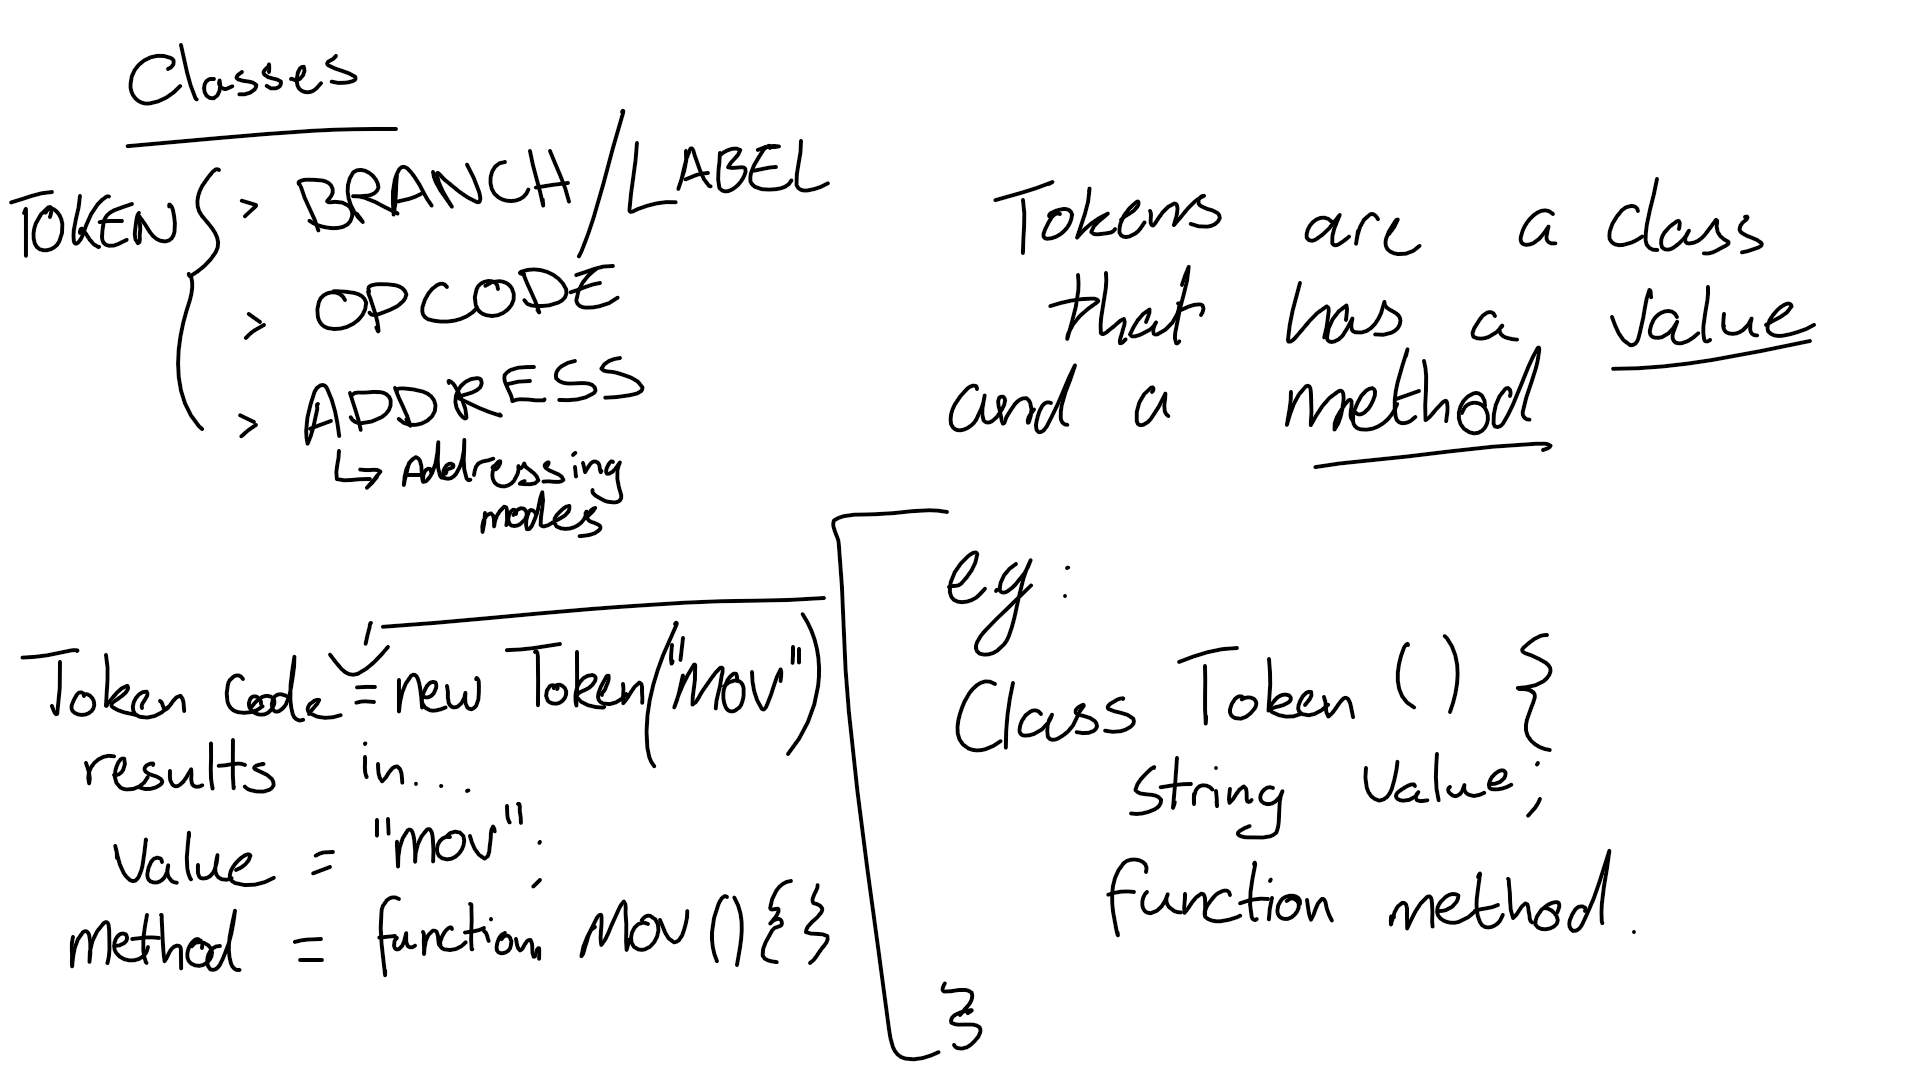 Classes
TOKEN { > BRANCH/LABEL
> OPCODE
> ADDRESS
↳ Addressing
modes
Tokens are a class
that has a value
and a method
eg:
Class Token () {
string value;
function method.
}
Token code = new Token("MOV")
results in...
value = "mov";
method = function MOV () { }